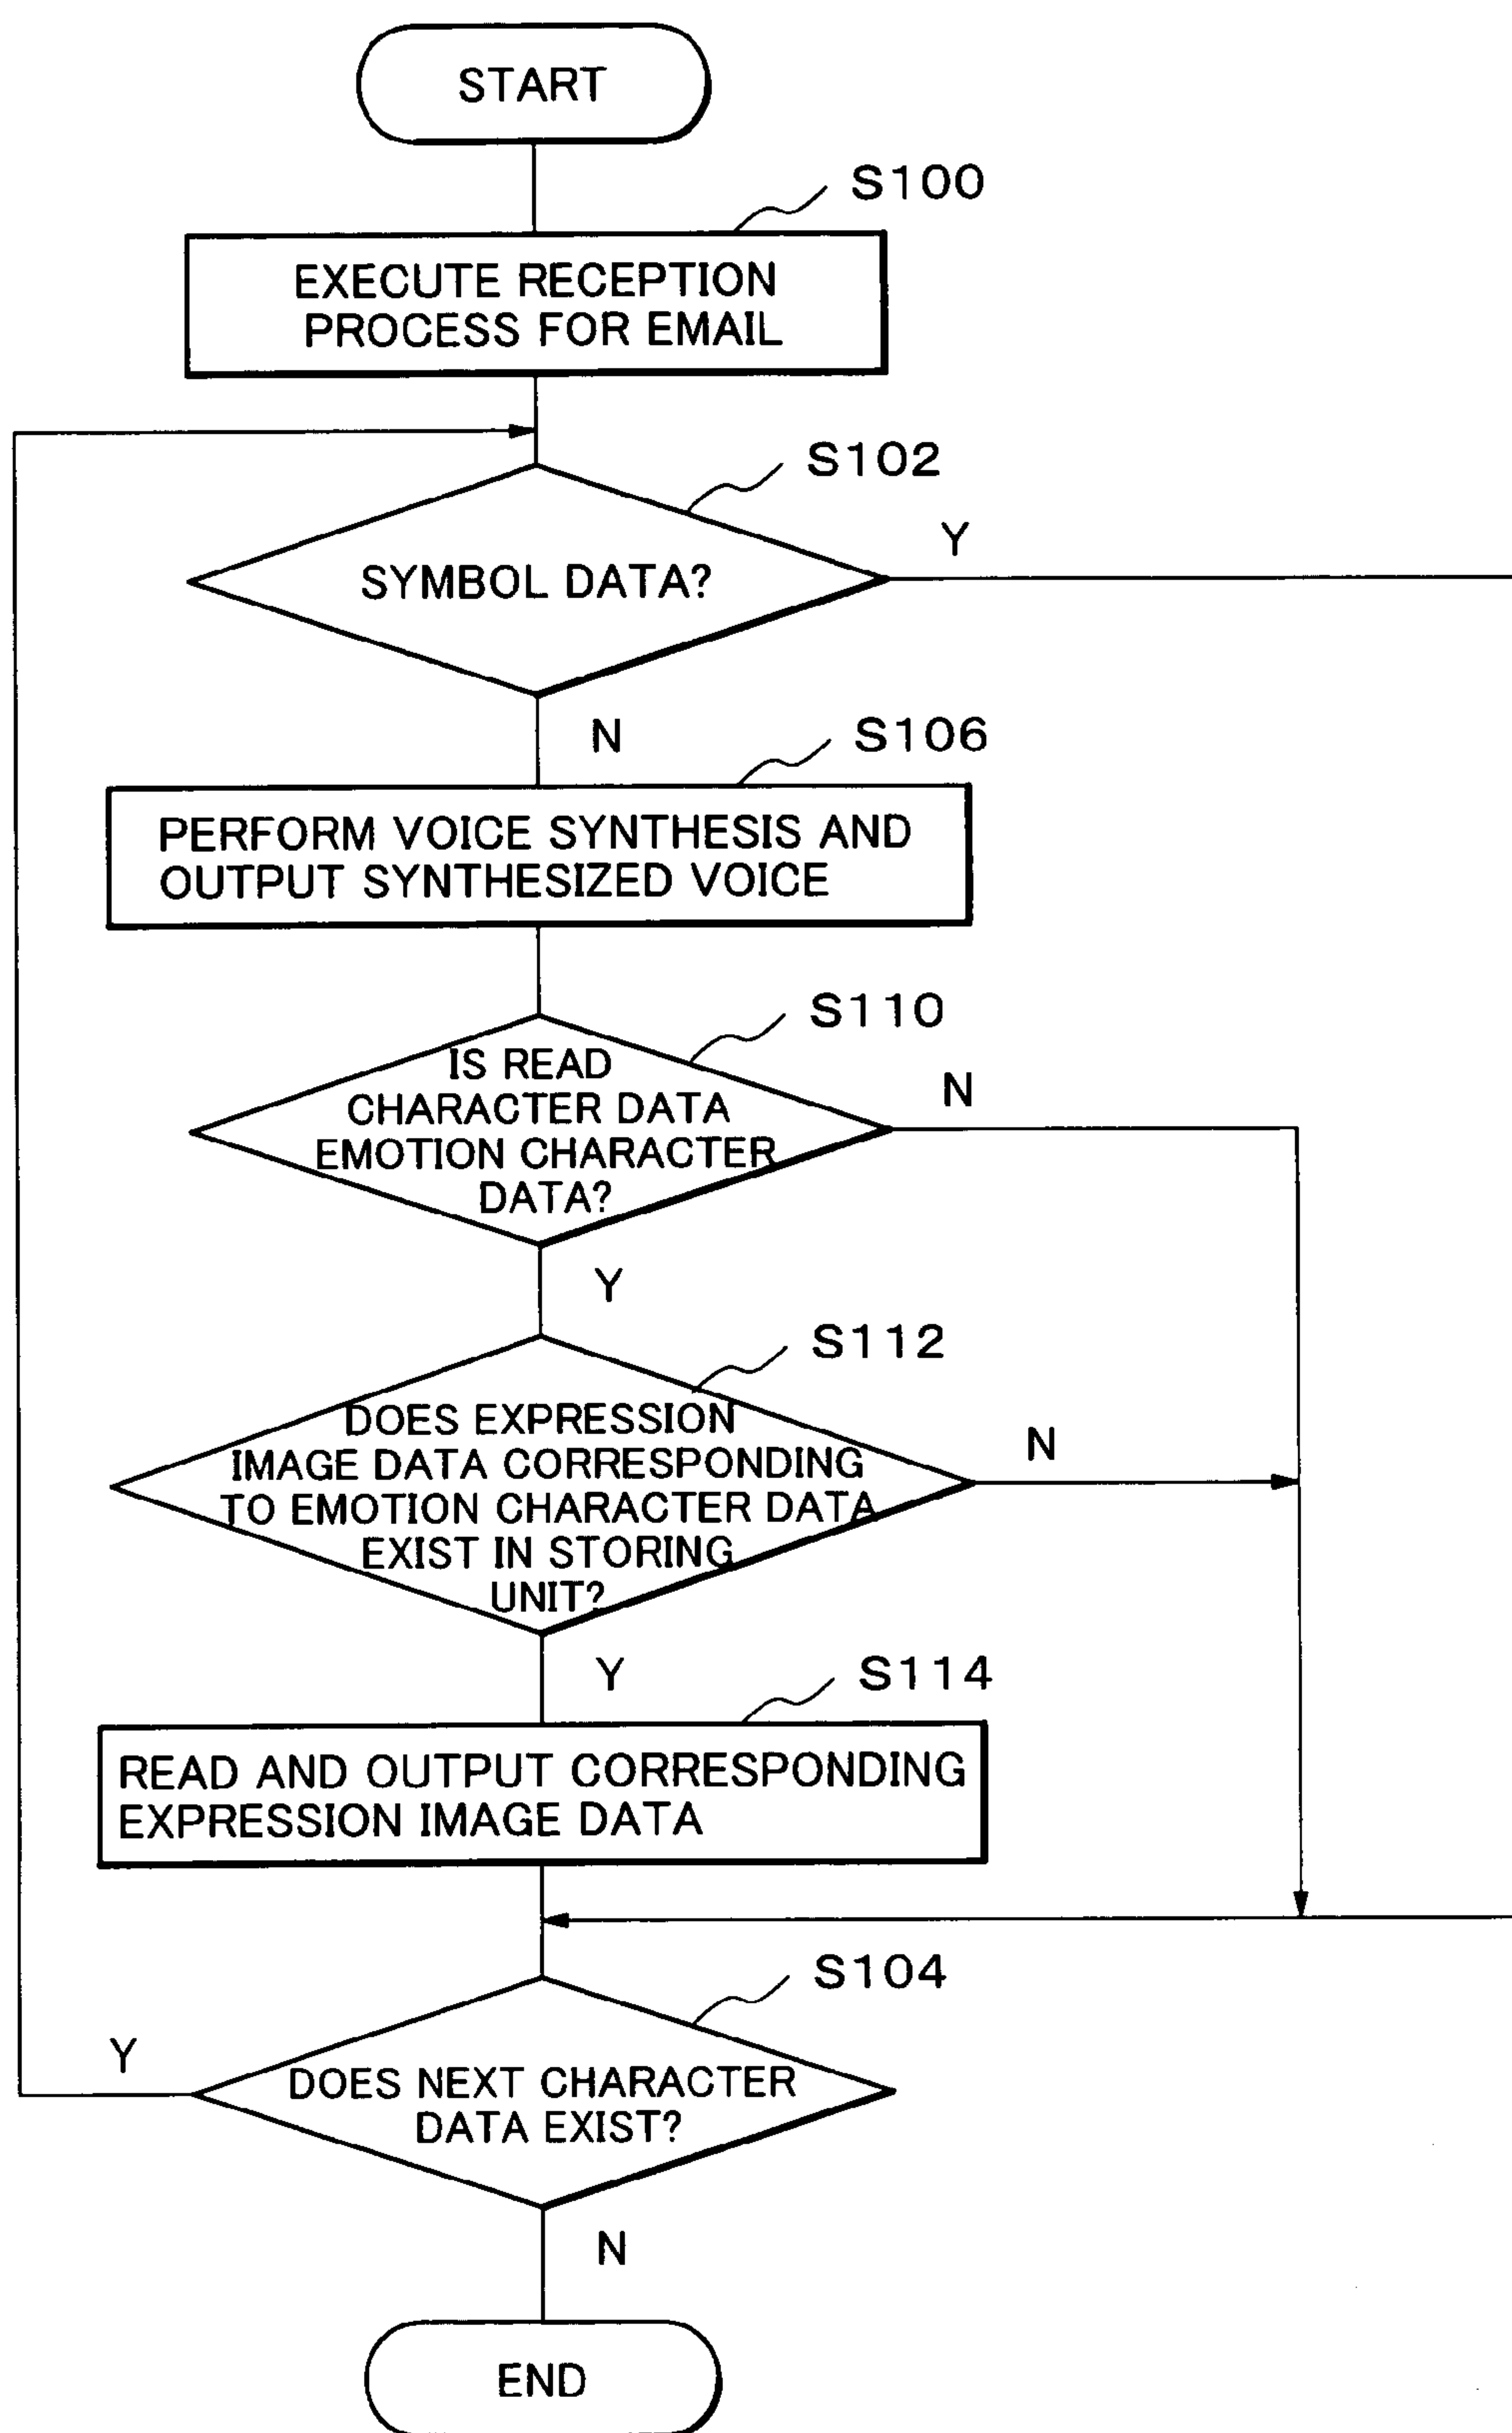 START
S100
EXECUTE RECEPTION
PROCESS FOR EMAIL
S102
SYMBOL DATA?
Y
N
S106
PERFORM VOICE SYNTHESIS AND
OUTPUT SYNTHESIZED VOICE
S110
IS READ
CHARACTER DATA
EMOTION CHARACTER
DATA?
N
Y
S112
DOES EXPRESSION
IMAGE DATA CORRESPONDING
TO EMOTION CHARACTER DATA
EXIST IN STORING
UNIT?
N
Y
S114
READ AND OUTPUT CORRESPONDING
EXPRESSION IMAGE DATA
S104
DOES NEXT CHARACTER
DATA EXIST?
Y
N
END